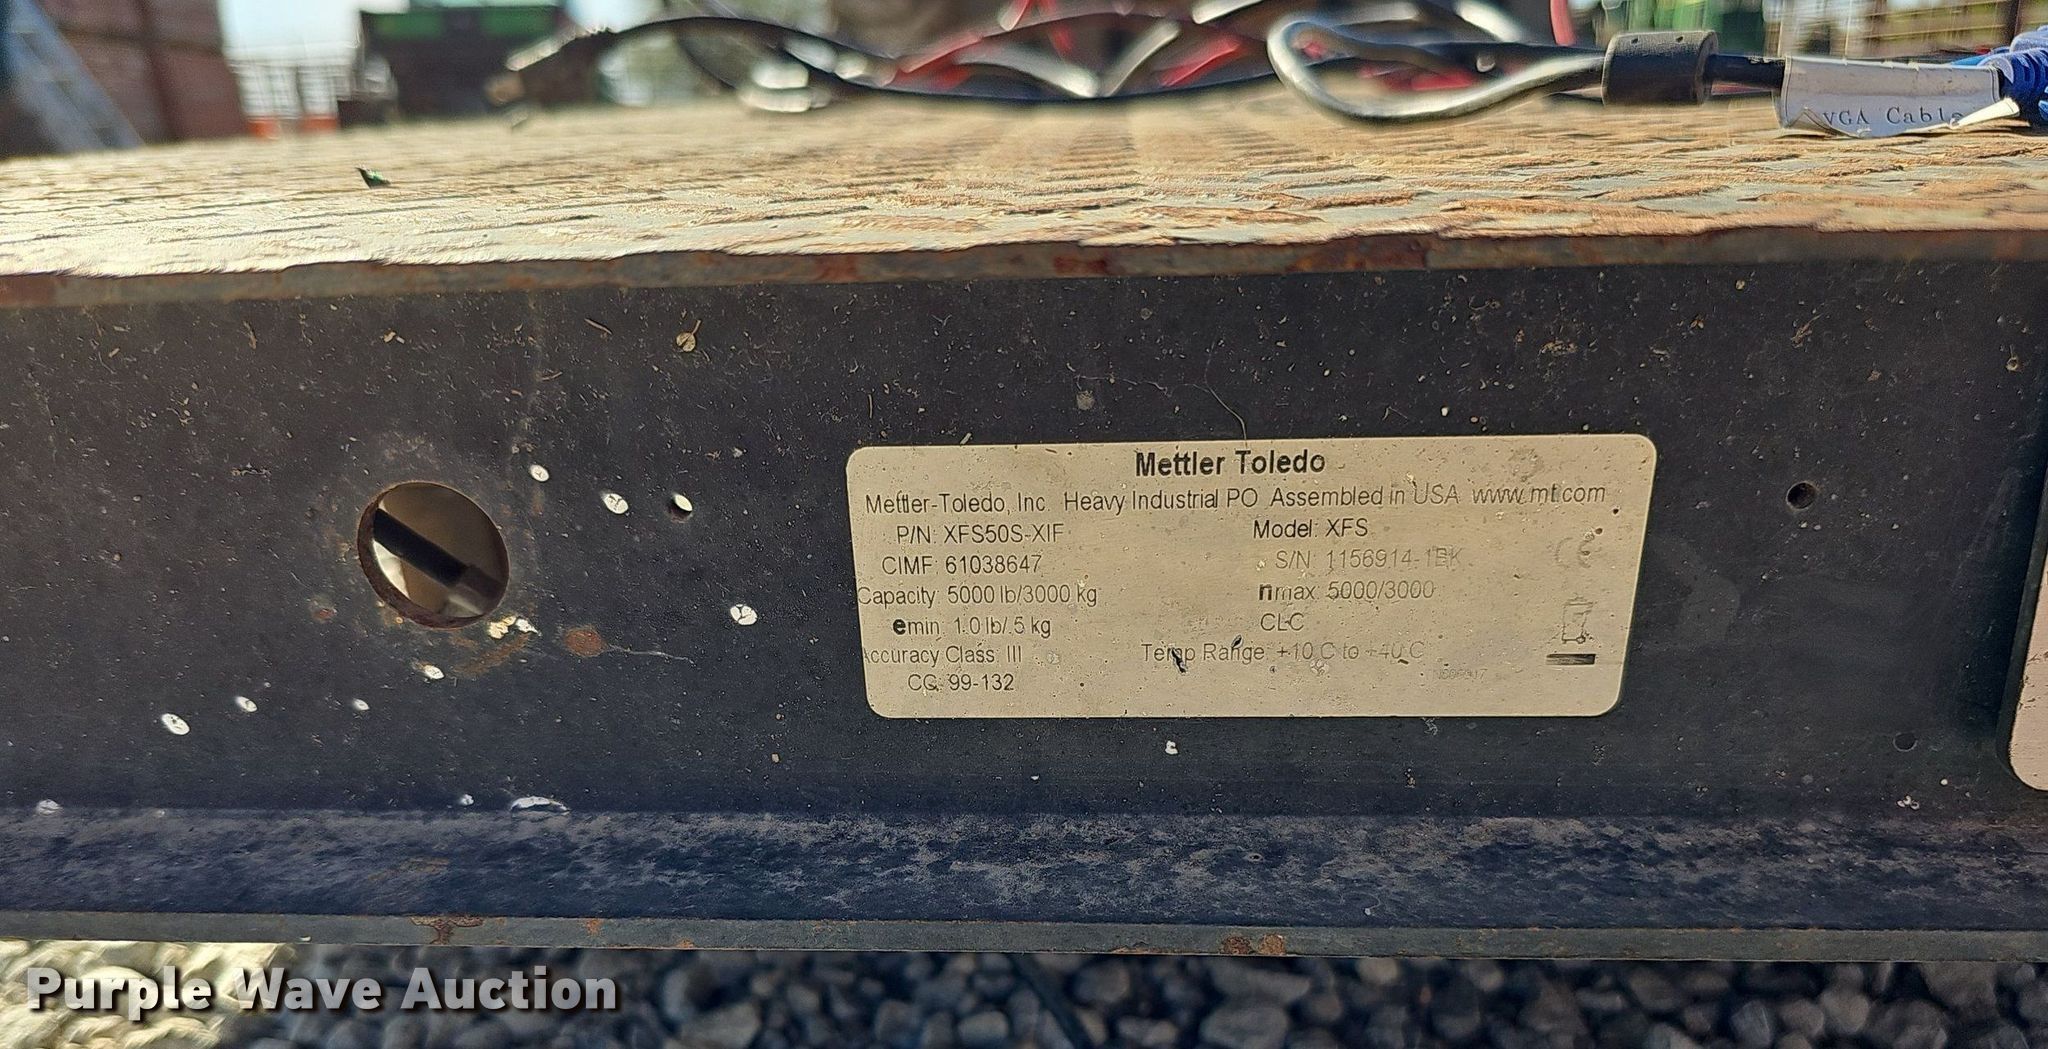 VGA Cable
Mettler Toledo
Mettler-Toledo, Inc. Heavy Industrial PO Assembled in USA www.mt.com
P/N: XFS50S-XIF Model: XFS
CIMF: 61038647 S/N: 1156914-1BK
Capacity: 5000 lb/3000 kg nmax: 5000/3000
emin: 1.0 lb/.5 kg CLC
Accuracy Class: III Temp Range: +10 C to +40 C
CC: 99-132
Purple Wave Auction